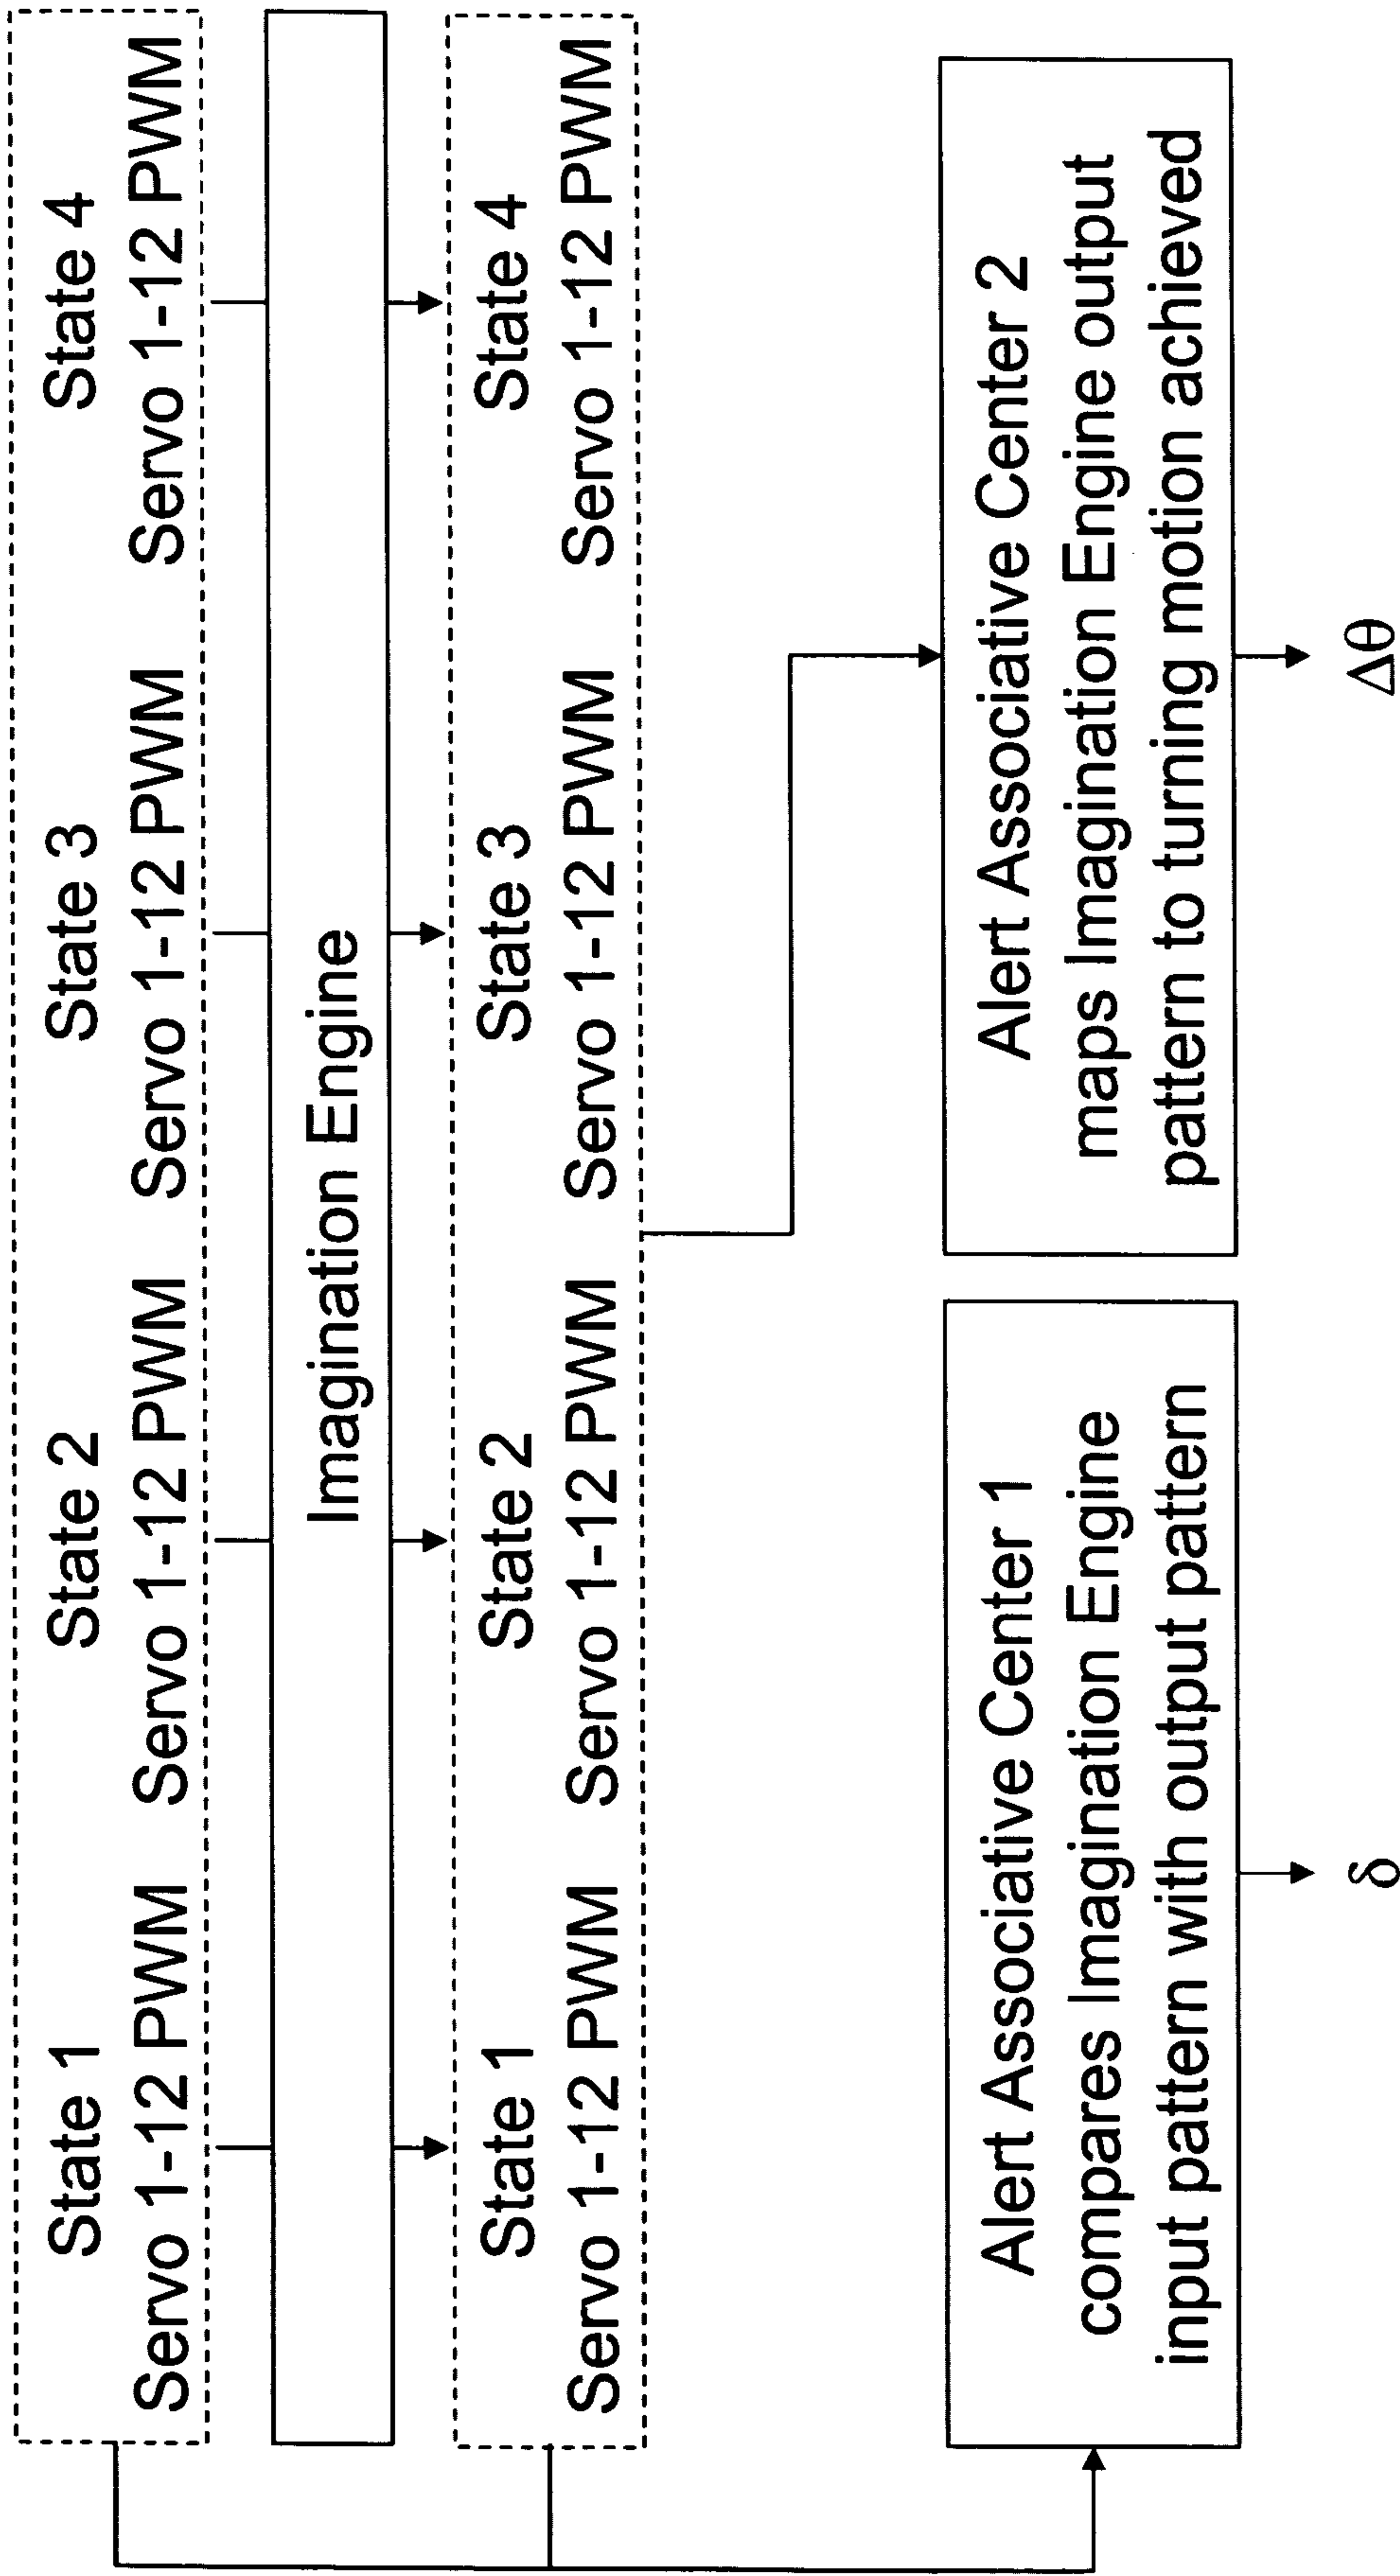 State 1
Servo 1-12 PWM
State 2
Servo 1-12 PWM
State 3
Servo 1-12 PWM
State 4
Servo 1-12 PWM
Imagination Engine
State 1
Servo 1-12 PWM
State 2
Servo 1-12 PWM
State 3
Servo 1-12 PWM
State 4
Servo 1-12 PWM
Alert Associative Center 1
compares Imagination Engine
input pattern with output pattern
δ
Alert Associative Center 2
maps Imagination Engine output
pattern to turning motion achieved
Δθ